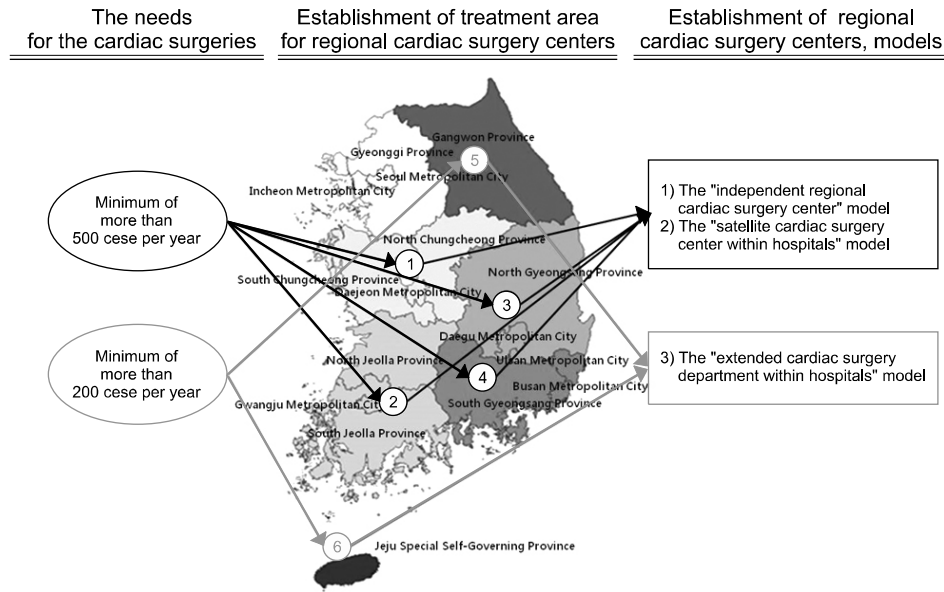 The needs
for the cardiac surgeries
Establishment of treatment area
for regional cardiac surgery centers
Establishment of regional
cardiac surgery centers, models
Minimum of
more than
500 cese per year
Minimum of
more than
200 cese per year
Gangwon Province
Gyeonggi Province
5
Seoul Metropolitan City
Incheon Metropolitan City
North Chungcheong Province
1
South Chungcheong Province
North Gyeongsang Province
Daejeon Metropolitan City
3
Daegu Metropolitan City
North Jeolla Province
Ulsan Metropolitan City
4
Busan Metropolitan City
Gwangju Metropolitan City
2
South Gyeongsang Province
South Jeolla Province
6
Jeju Special Self-Governing Province
1) The "independent regional
cardiac surgery center" model
2) The "satellite cardiac surgery
center within hospitals" model
3) The "extended cardiac surgery
department within hospitals" model